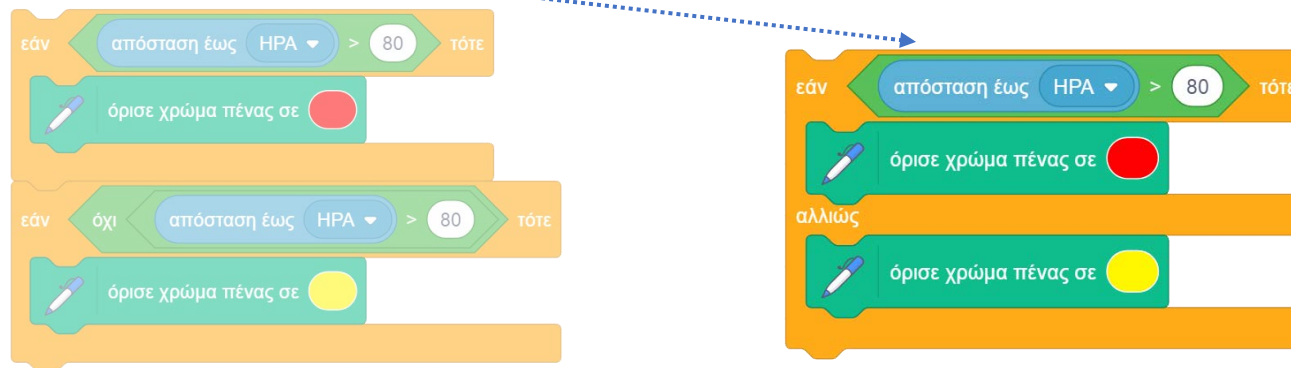 εάν απόσταση έως ΗΡΑ > 80 τότε
όρισε χρώμα πένας σε
εάν όχι απόσταση έως ΗΡΑ > 80 τότε
όρισε χρώμα πένας σε
εάν απόσταση έως ΗΡΑ > 80 τότε
όρισε χρώμα πένας σε
αλλιώς
όρισε χρώμα πένας σε